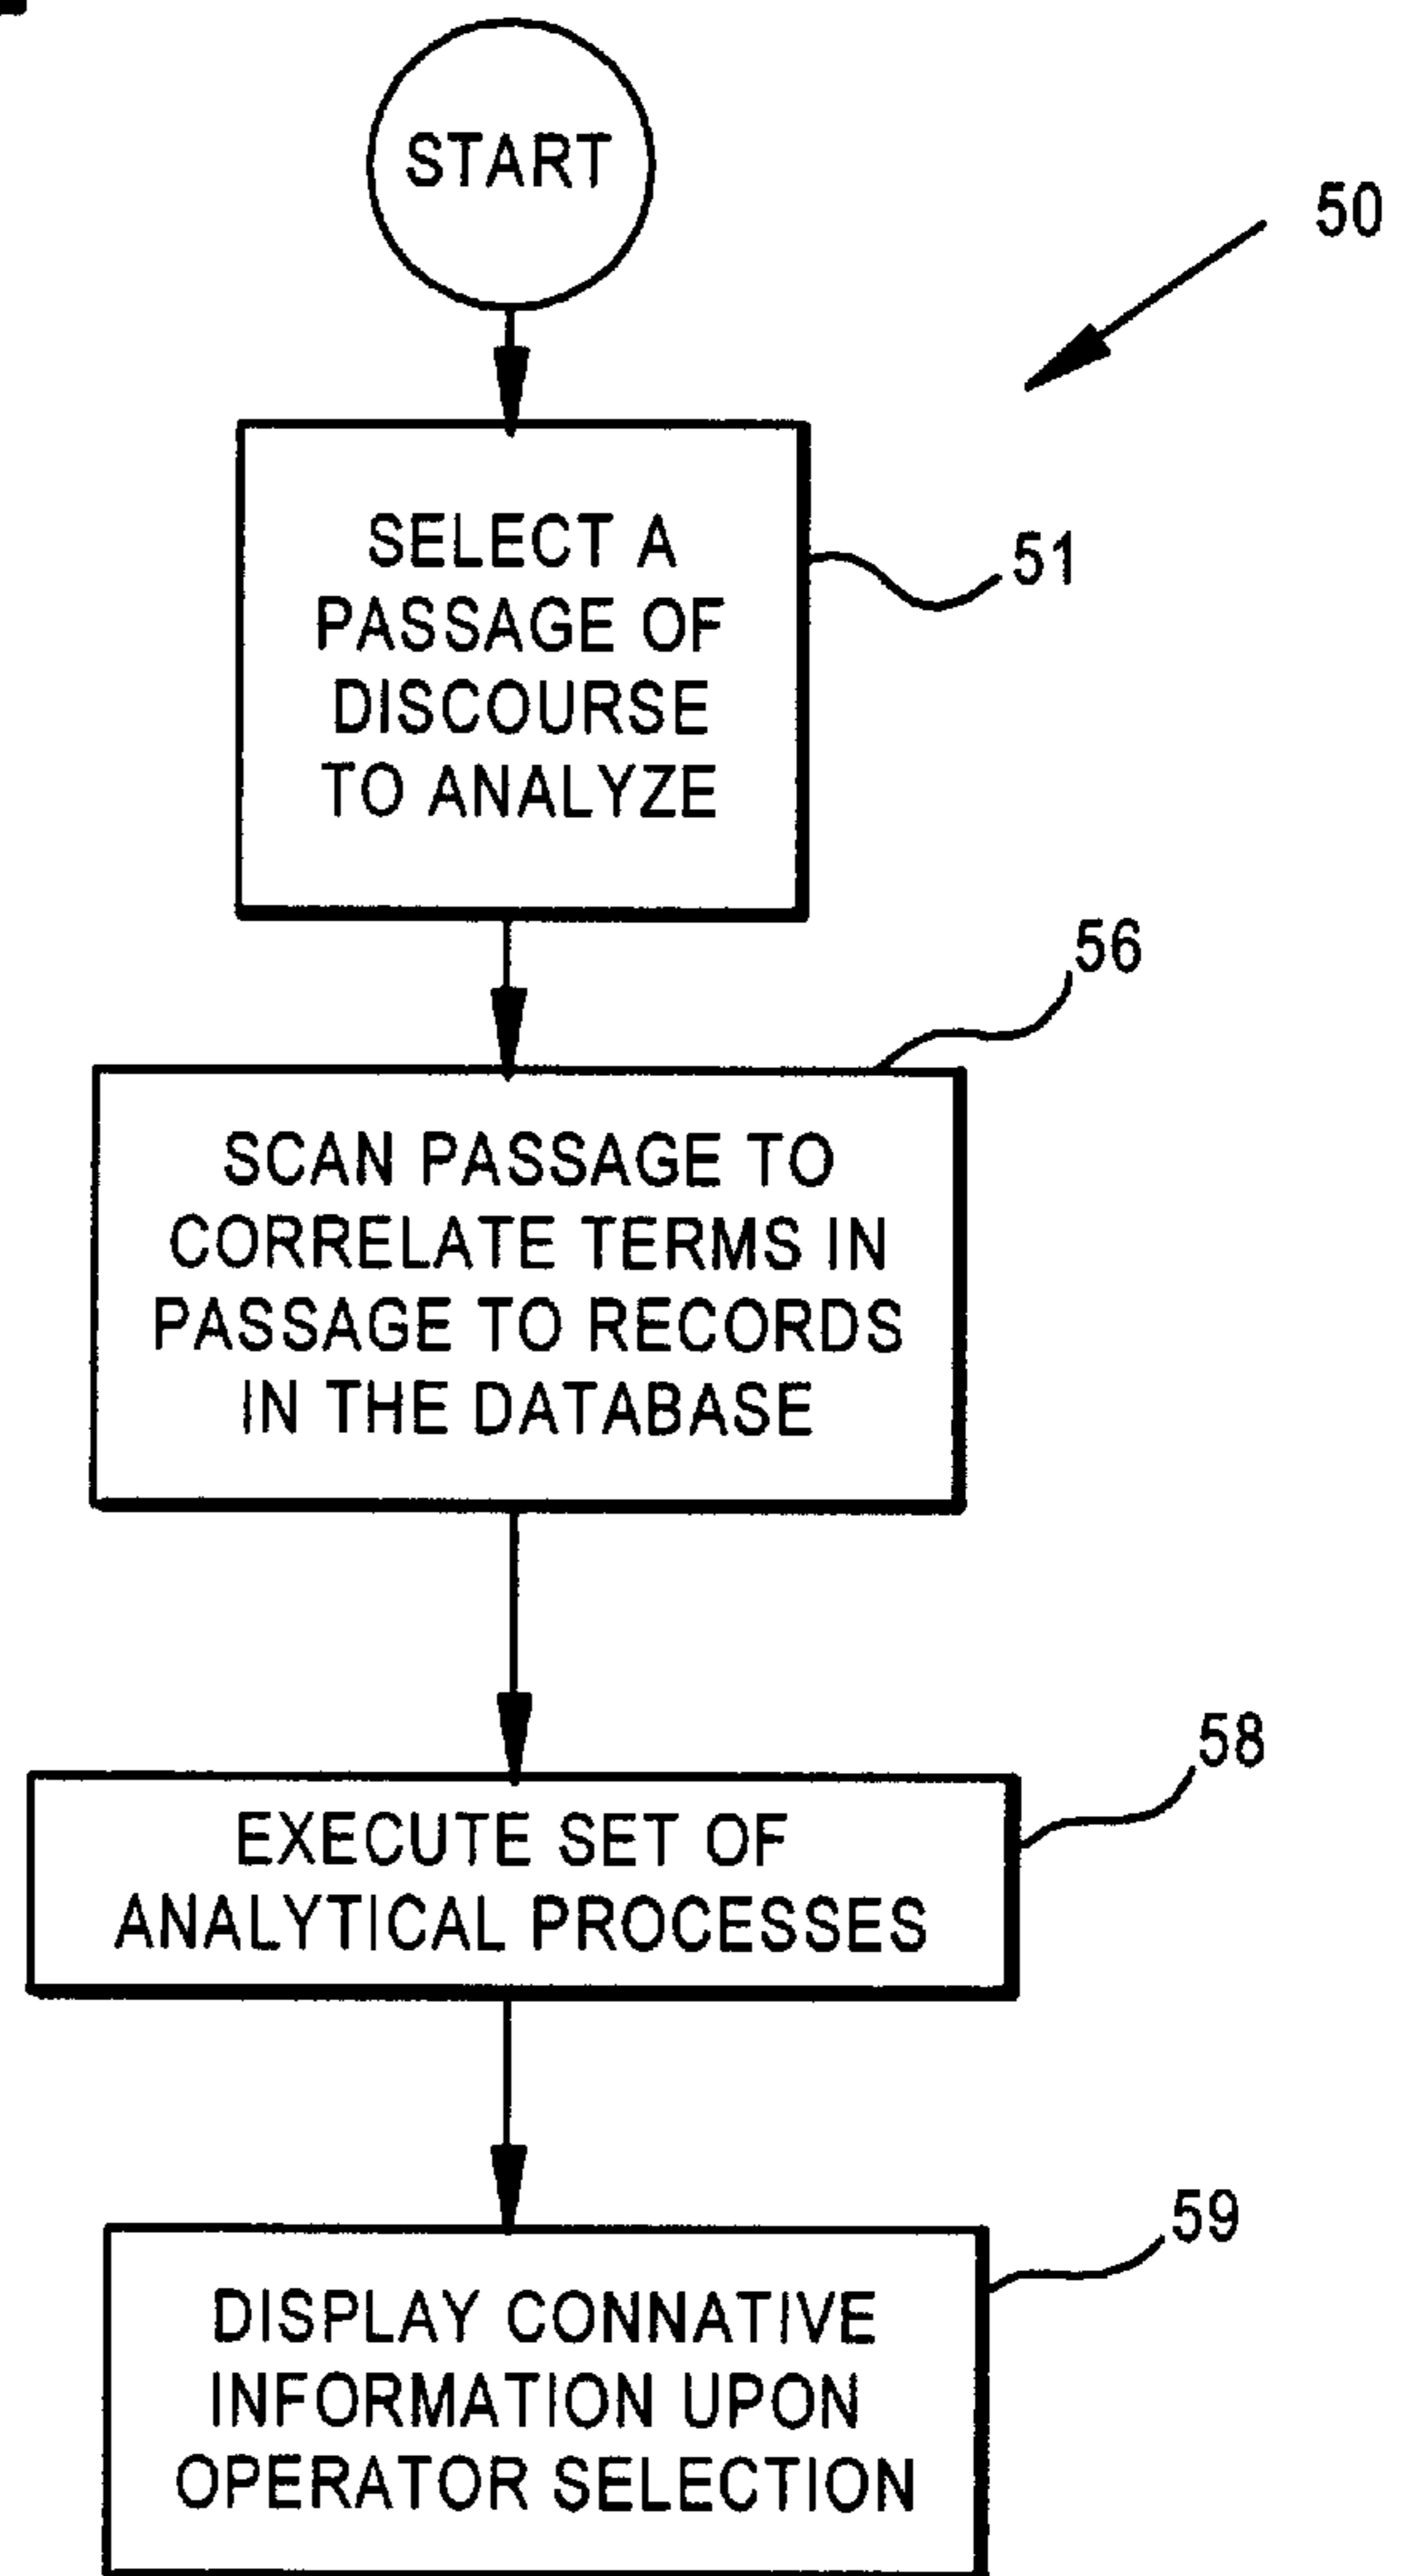 START
50
SELECT A
PASSAGE OF
DISCOURSE
TO ANALYZE
51
56
SCAN PASSAGE TO
CORRELATE TERMS IN
PASSAGE TO RECORDS
IN THE DATABASE
58
EXECUTE SET OF
ANALYTICAL PROCESSES
59
DISPLAY CONNATIVE
INFORMATION UPON
OPERATOR SELECTION